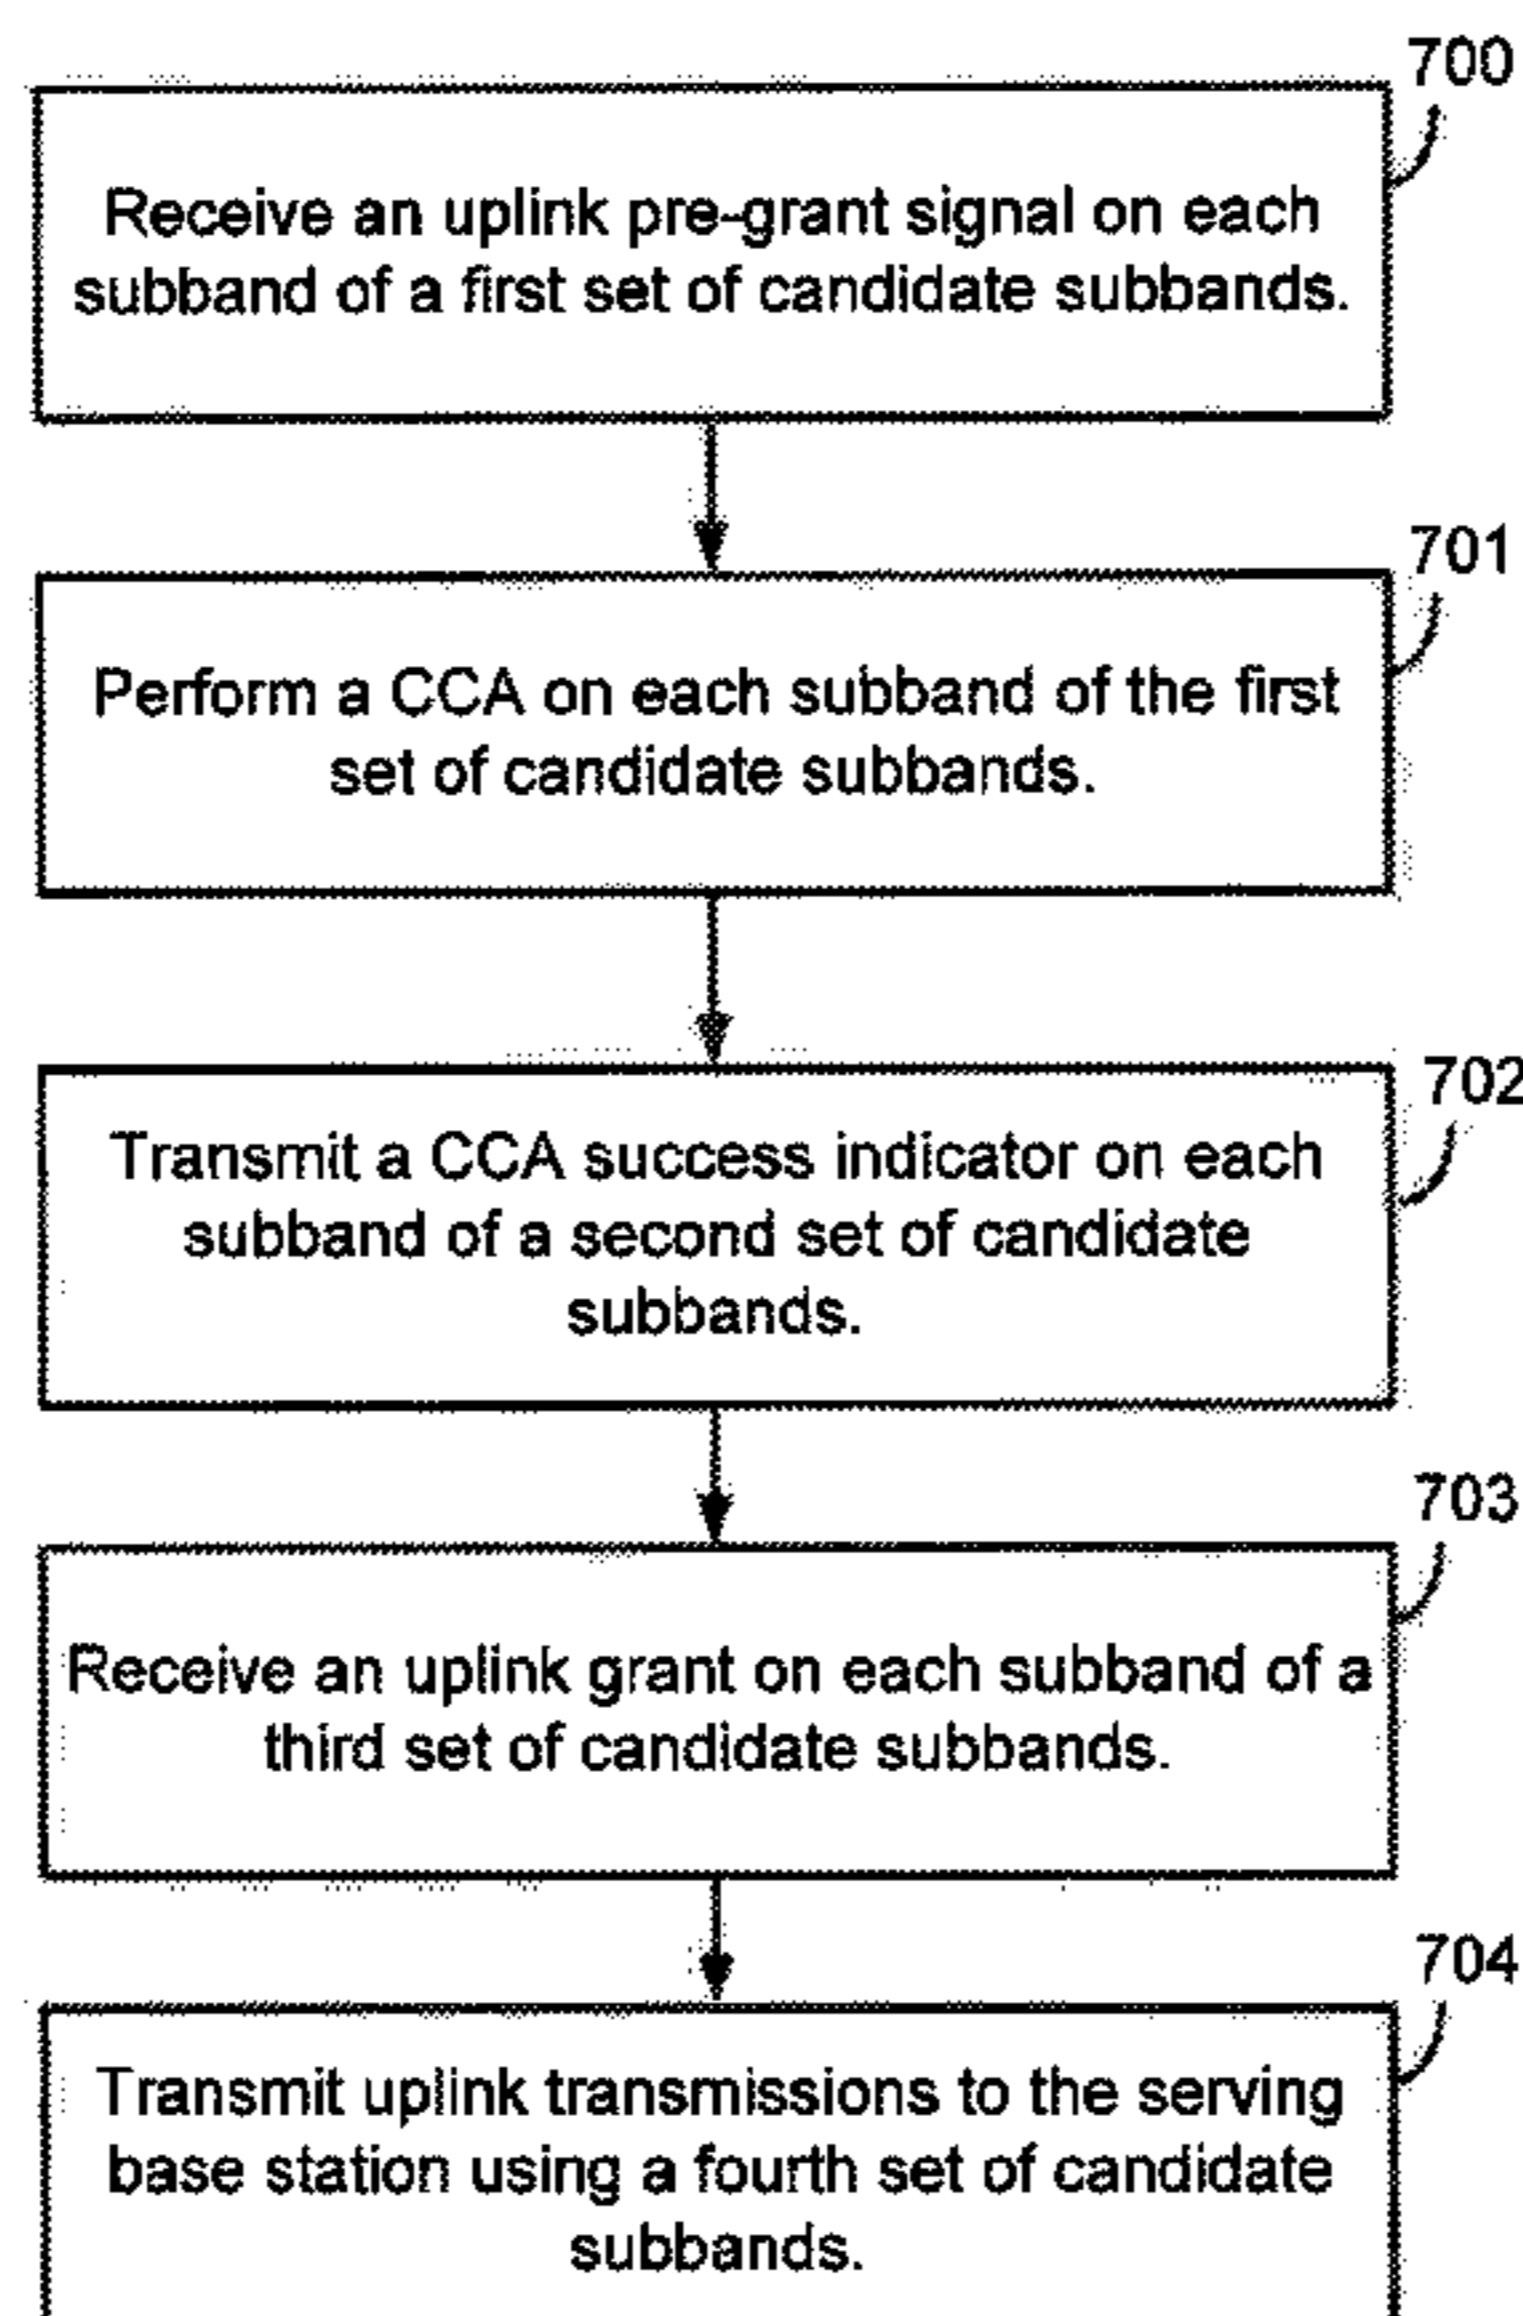 700
Receive an uplink pre-grant signal on each
subband of a first set of candidate subbands.
701
Perform a CCA on each subband of the first
set of candidate subbands.
702
Transmit a CCA success indicator on each
subband of a second set of candidate
subbands.
703
Receive an uplink grant on each subband of a
third set of candidate subbands.
704
Transmit uplink transmissions to the serving
base station using a fourth set of candidate
subbands.